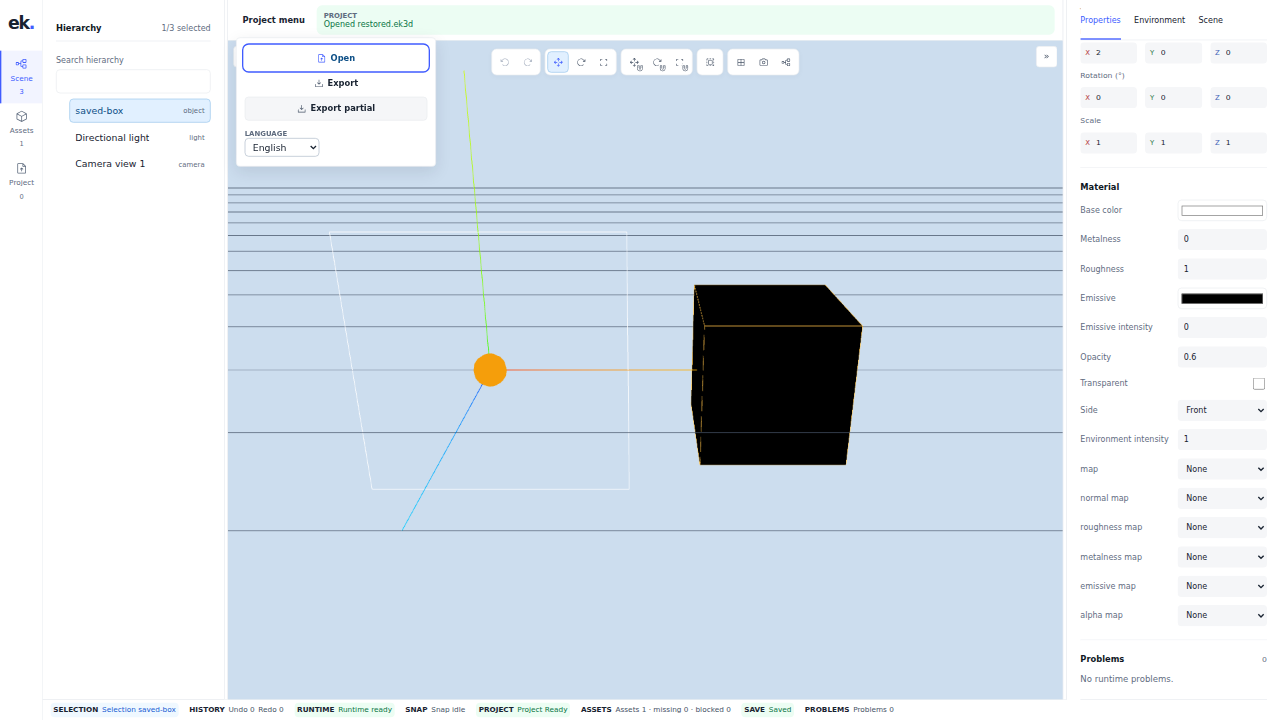 ek.
Scene
3
Assets
1
Project
0
Hierarchy
1/3 selected
Search hierarchy
saved-box
object
Directional light
light
Camera view 1
camera
Project menu
PROJECT
Opened restored.ek3d
Open
Export
Export partial
LANGUAGE
English
»
Properties
Environment
Scene
X 2
Y 0
Z 0
Rotation (°)
X 0
Y 0
Z 0
Scale
X 1
Y 1
Z 1
Material
Base color
Metalness
0
Roughness
1
Emissive
Emissive intensity
0
Opacity
0.6
Transparent
Side
Front
Environment intensity
1
map
None
normal map
None
roughness map
None
metalness map
None
emissive map
None
alpha map
None
Problems
0
No runtime problems.
SELECTION Selection saved-box HISTORY Undo 0 Redo 0 RUNTIME Runtime ready SNAP Snap idle PROJECT Project Ready ASSETS Assets 1 · missing 0 · blocked 0 SAVE Saved PROBLEMS Problems 0